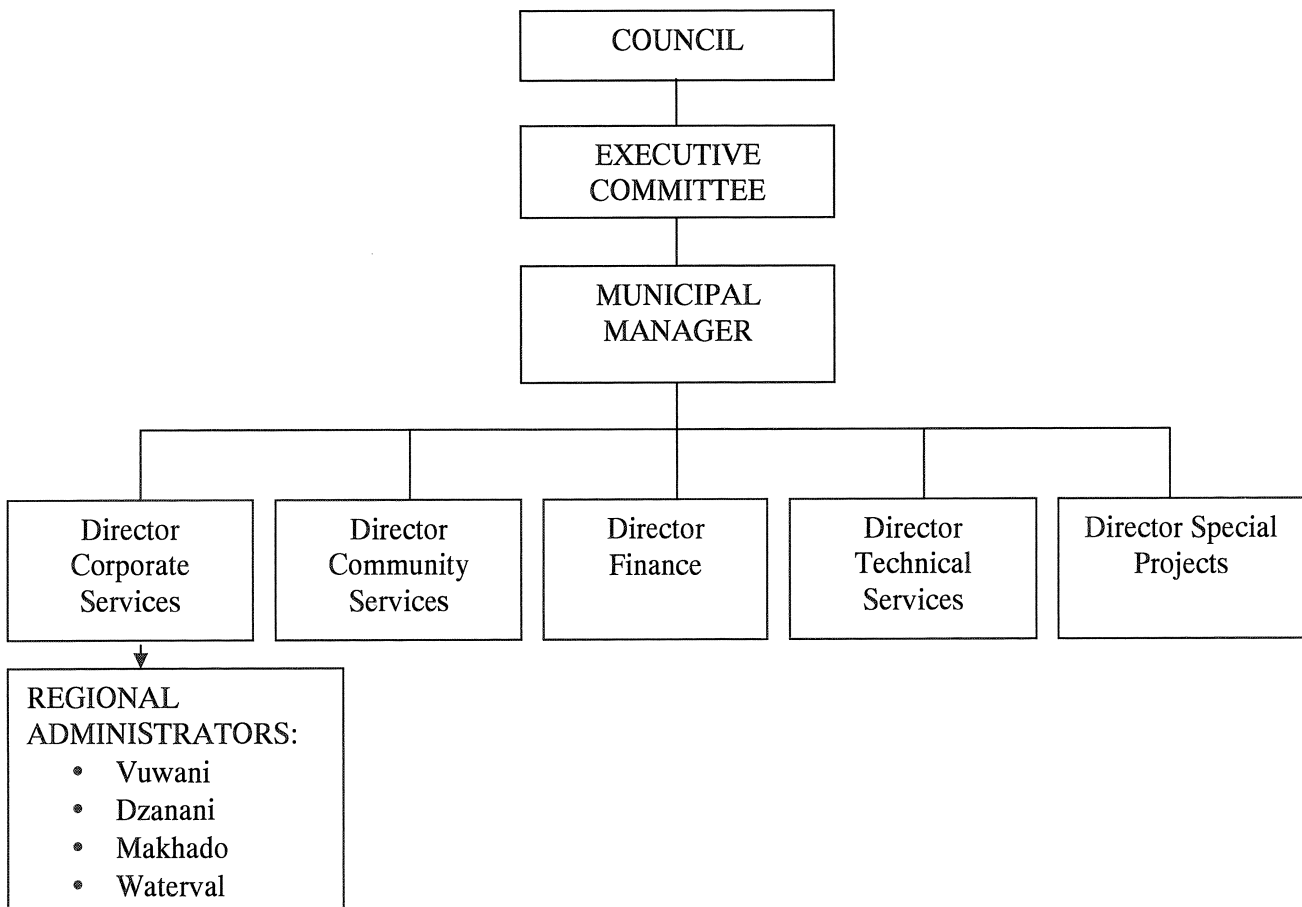 COUNCIL
EXECUTIVE
COMMITTEE
MUNICIPAL
MANAGER
Director
Corporate
Services
Director
Community
Services
Director
Finance
Director
Technical
Services
Director Special
Projects
REGIONAL
ADMINISTRATORS:
• Vuwani
• Dzanani
• Makhado
• Waterval